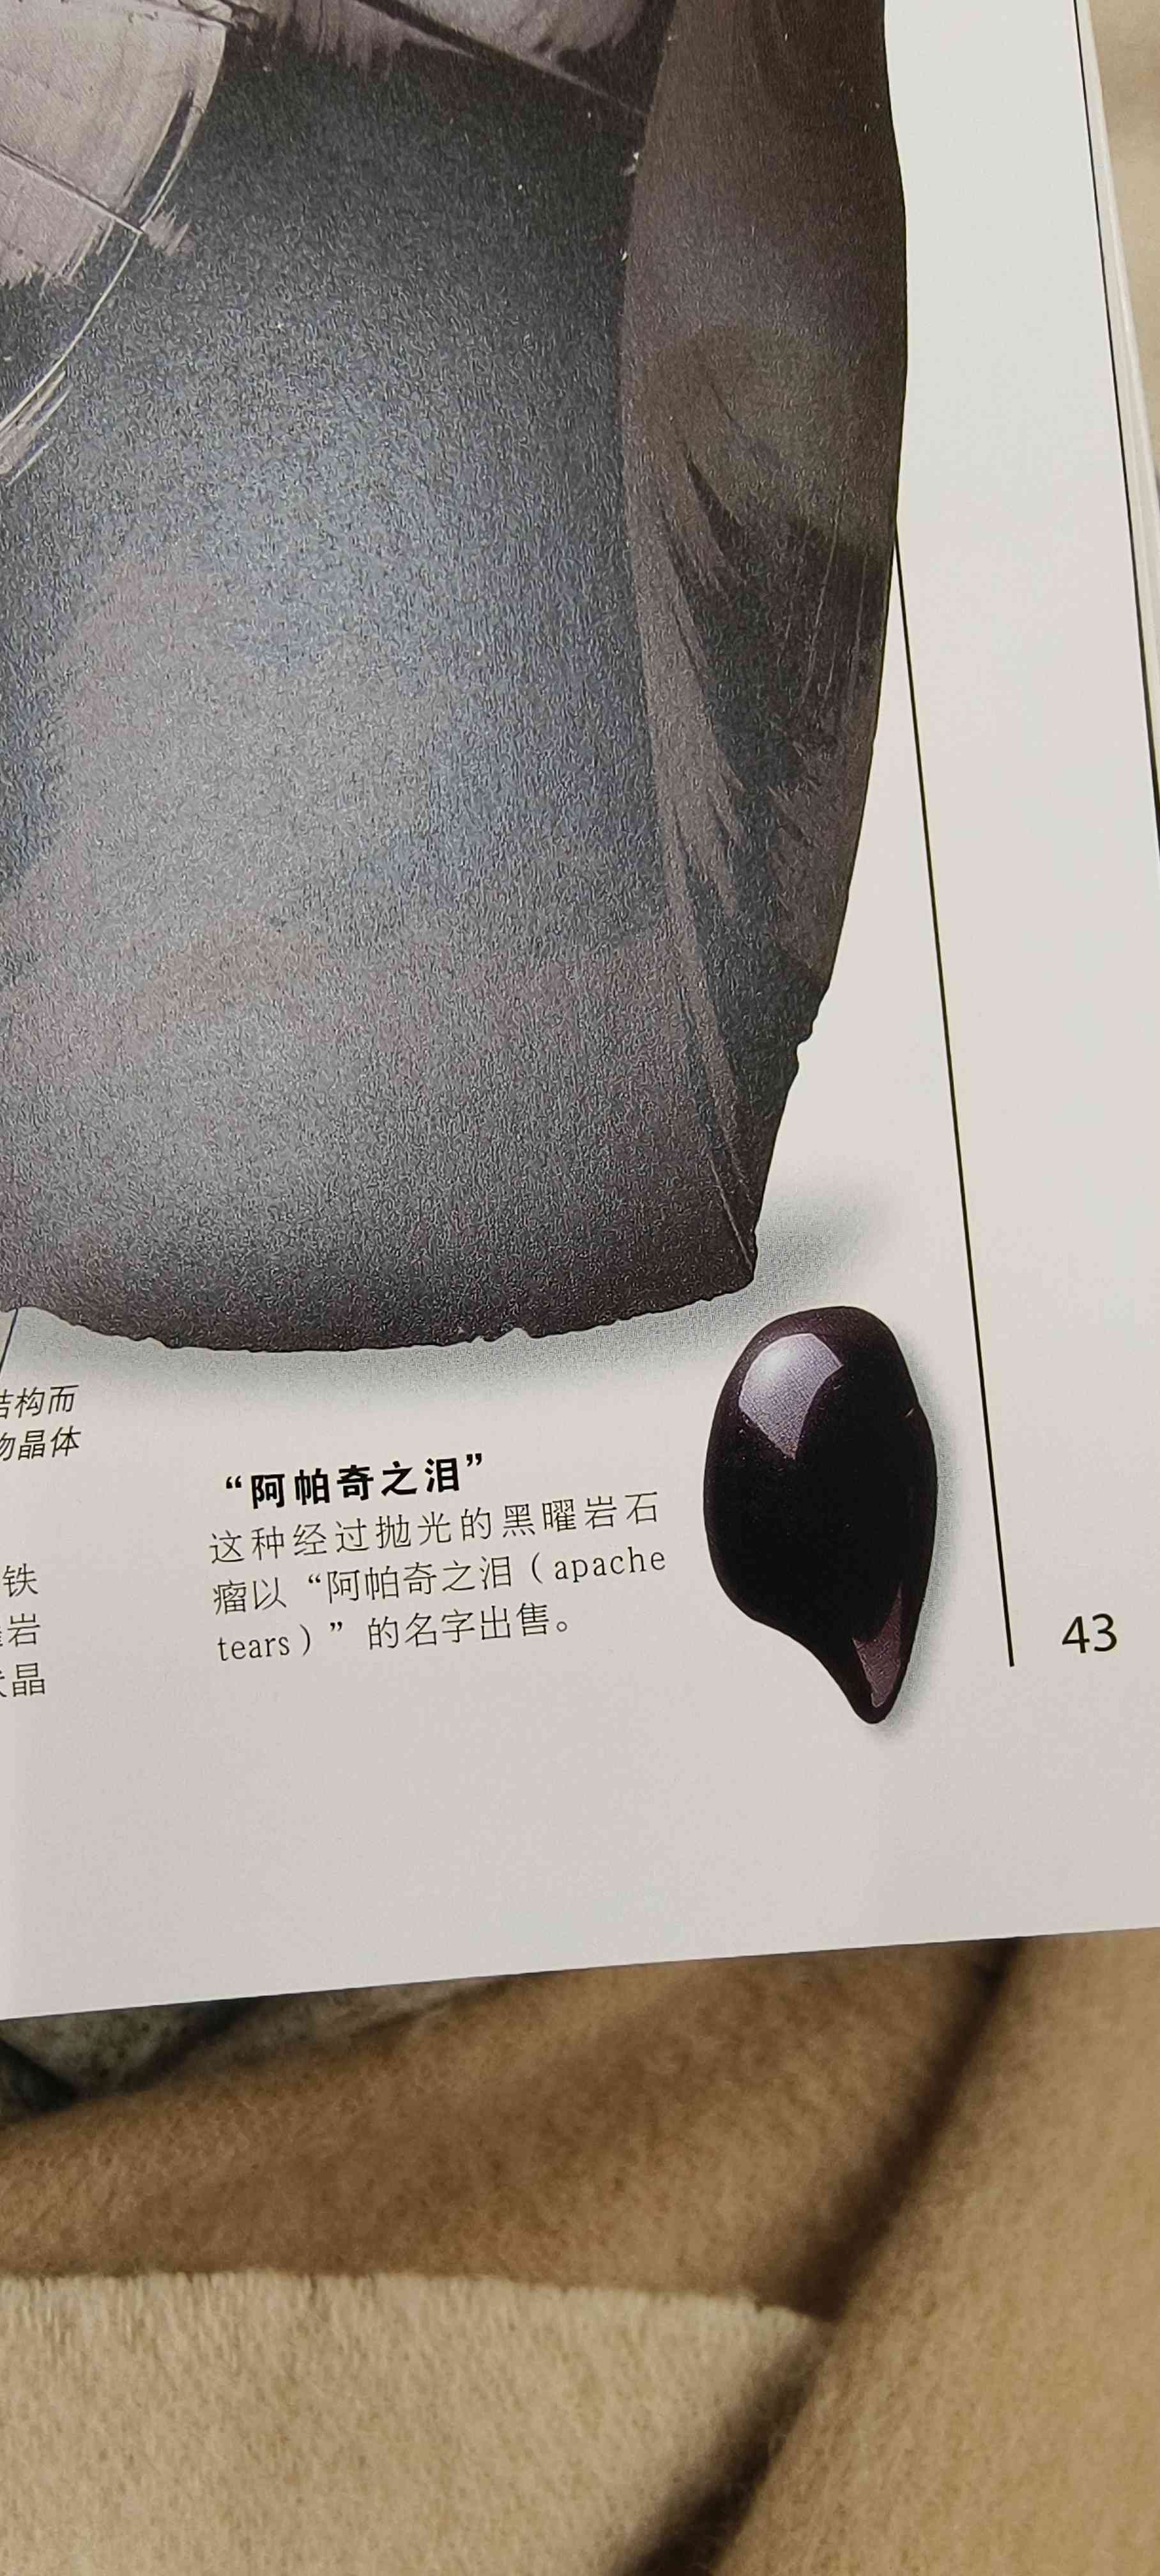 结构而
物晶体
铁
岩
晶
“阿帕奇之泪”
这种经过抛光的黑曜岩石
瘤以“阿帕奇之泪（apache
tears）”的名字出售。
43